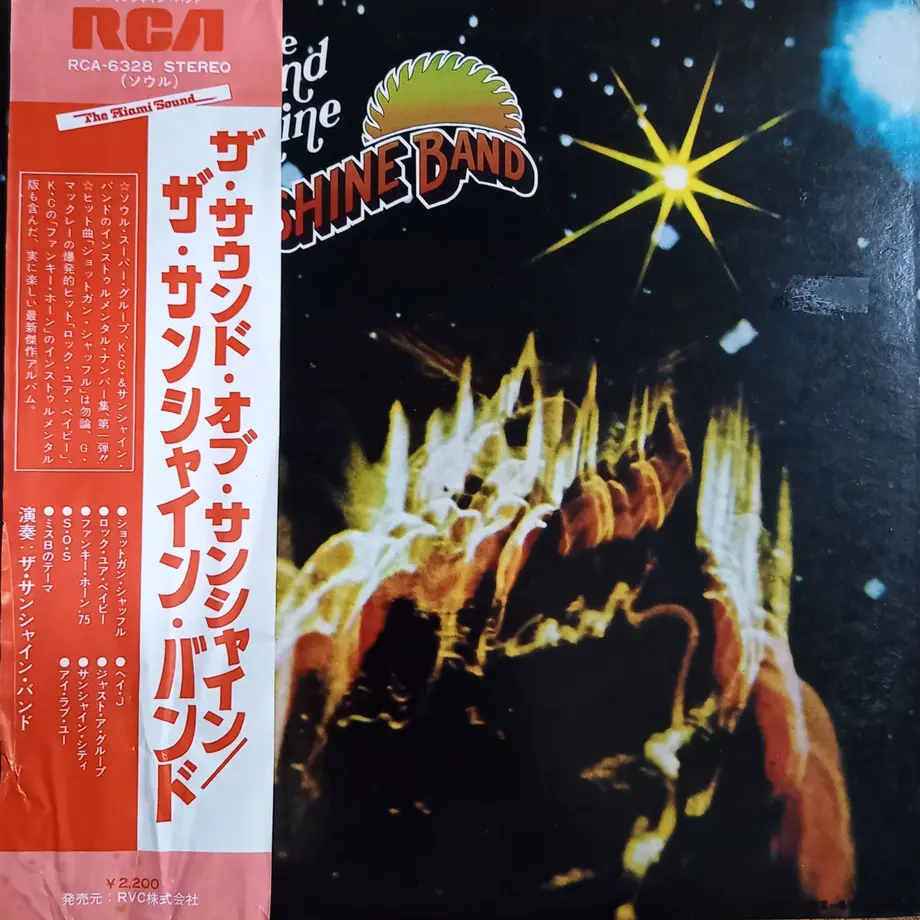 RCA
RCA-6328 STEREO
(ソウル)
The Miami Sound
ザ・サウンド・オブ・サンシャイン/
ザ・サンシャイン・バンド
☆ソウル・スーパー・グループ、K.C.&サンシャイン・
バンドのインストゥルメンタル・ナンバー集、第一弾!!
☆ヒット曲「ショットガン・シャッフル」は勿論、G・
マックレーの爆発的ヒット「ロック・ユア・ベイビー」、
K・Cの「ファンキー・ホーン」のインストゥルメンタル
版も含んだ、実に楽しい最新傑作アルバム。
●ショットガン・シャッフル
●ロック・ユア・ベイビー
●ファンキー・ホーン'75
●S・O・S
●ミスBのテーマ
●ヘイ・J
●ジャスト・ア・グループ
●サンシャイン・シティ
●アイ・ラブ・ユー
演奏:ザ・サンシャイン・バンド
¥2,200
発売元:RVC株式会社
e
nd
ine
SHINE BAND